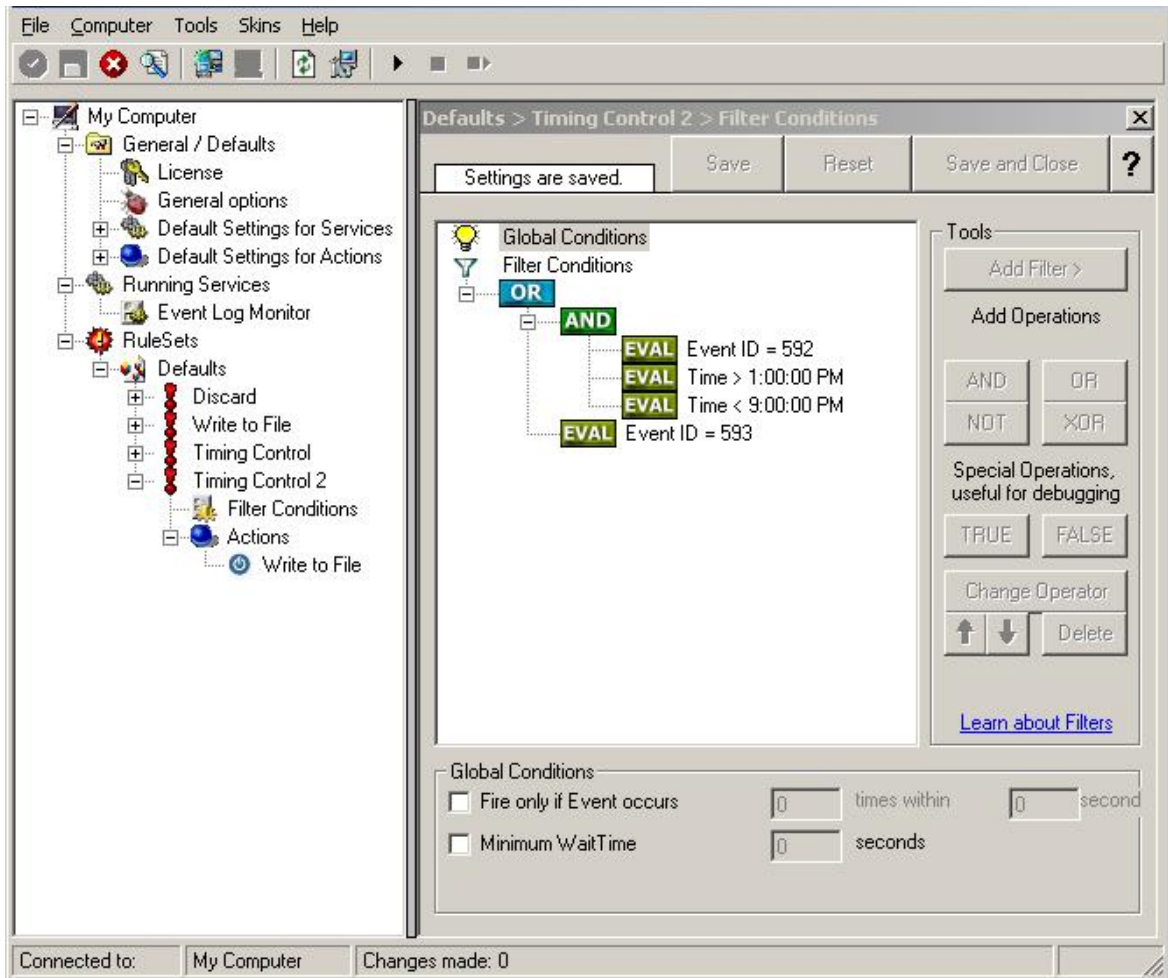 File Computer Tools Skins Help
My Computer
General / Defaults
License
General options
Default Settings for Services
Default Settings for Actions
Running Services
Event Log Monitor
RuleSets
Defaults
Discard
Write to File
Timing Control
Timing Control 2
Filter Conditions
Actions
Write to File
Defaults > Timing Control 2 > Filter Conditions
Settings are saved.
Save
Reset
Save and Close
?
Global Conditions
Filter Conditions
OR
AND
EVAL Event ID = 592
EVAL Time > 1:00:00 PM
EVAL Time < 9:00:00 PM
EVAL Event ID = 593
Tools
Add Filter >
Add Operations
AND OR
NOT XOR
Special Operations,
useful for debugging
TRUE FALSE
Change Operator
Delete
Learn about Filters
Global Conditions
Fire only if Event occurs 0 times within 0 second
Minimum WaitTime 0 seconds
Connected to: My Computer Changes made: 0